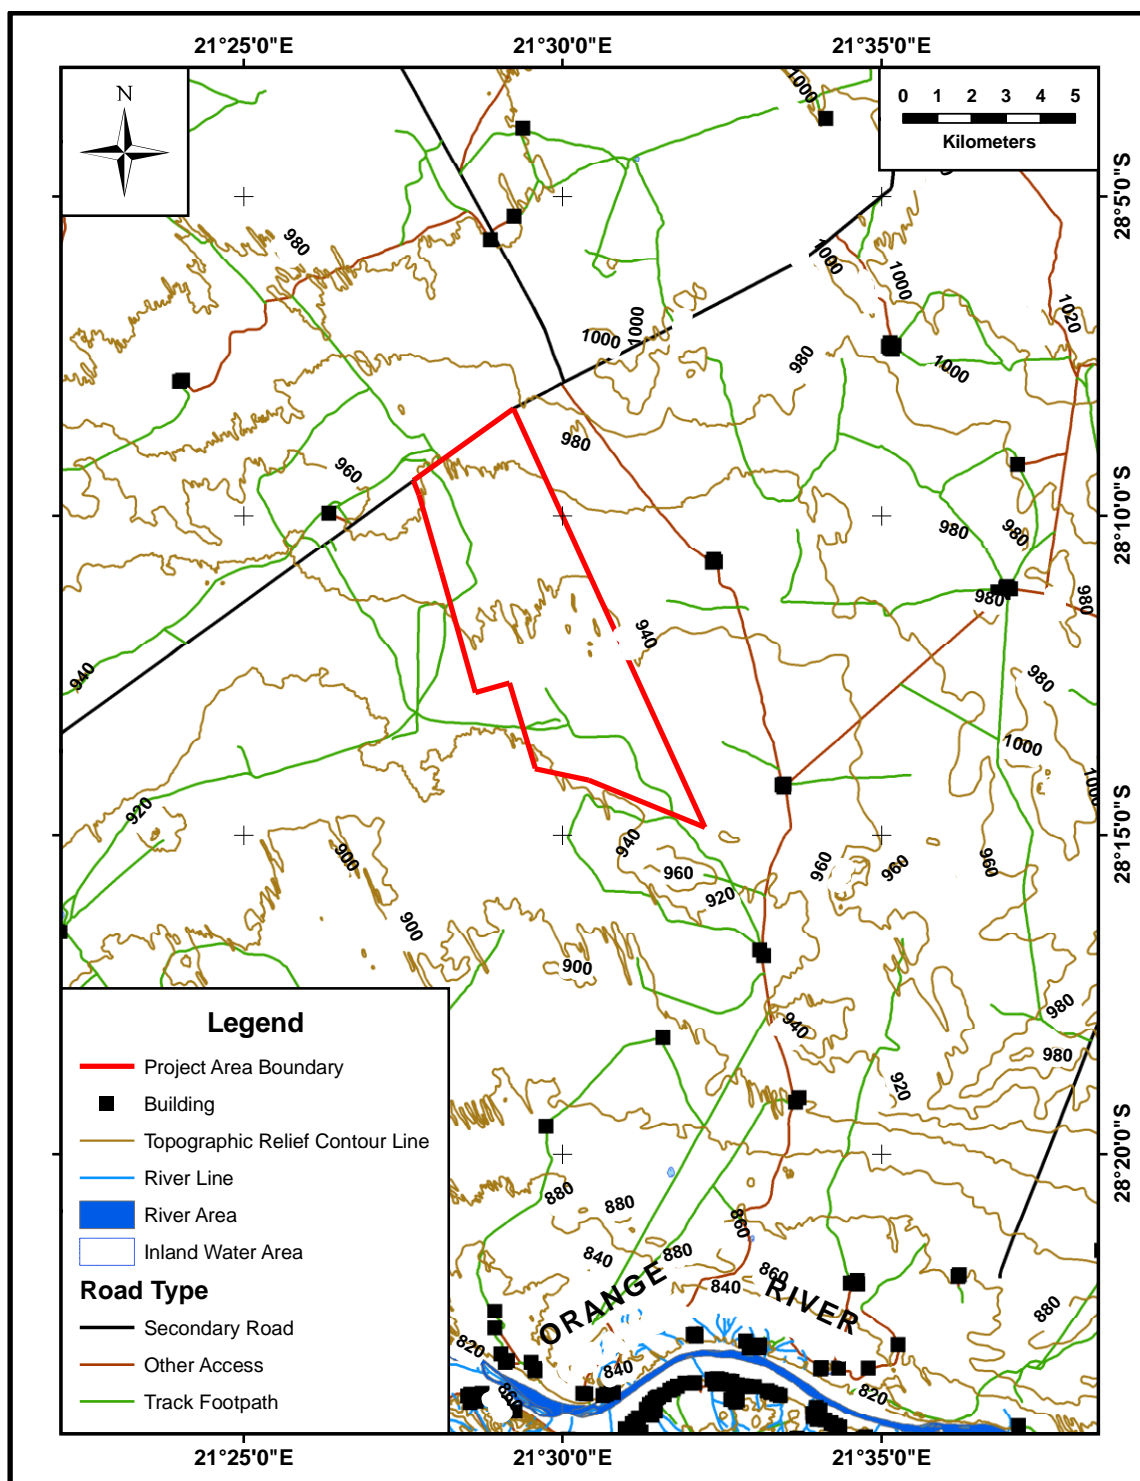 21°25'0"E 21°30'0"E 21°35'0"E
N
0 1 2 3 4 5
Kilometers
28°5'0"S
28°10'0"S
28°15'0"S
28°20'0"S
1000
980
1000
1000
1020
1000
1000
980
1000
980
960
980
980
980
980
940
940
980
1000
1000
920
900
940
960
960
960
960
920
900
900
980
940
980
920
880
880
860
840
880
860
840
880
ORANGE RIVER
820
840
820
860
Legend
Project Area Boundary
Building
Topographic Relief Contour Line
River Line
River Area
Inland Water Area
Road Type
Secondary Road
Other Access
Track Footpath
21°25'0"E 21°30'0"E 21°35'0"E